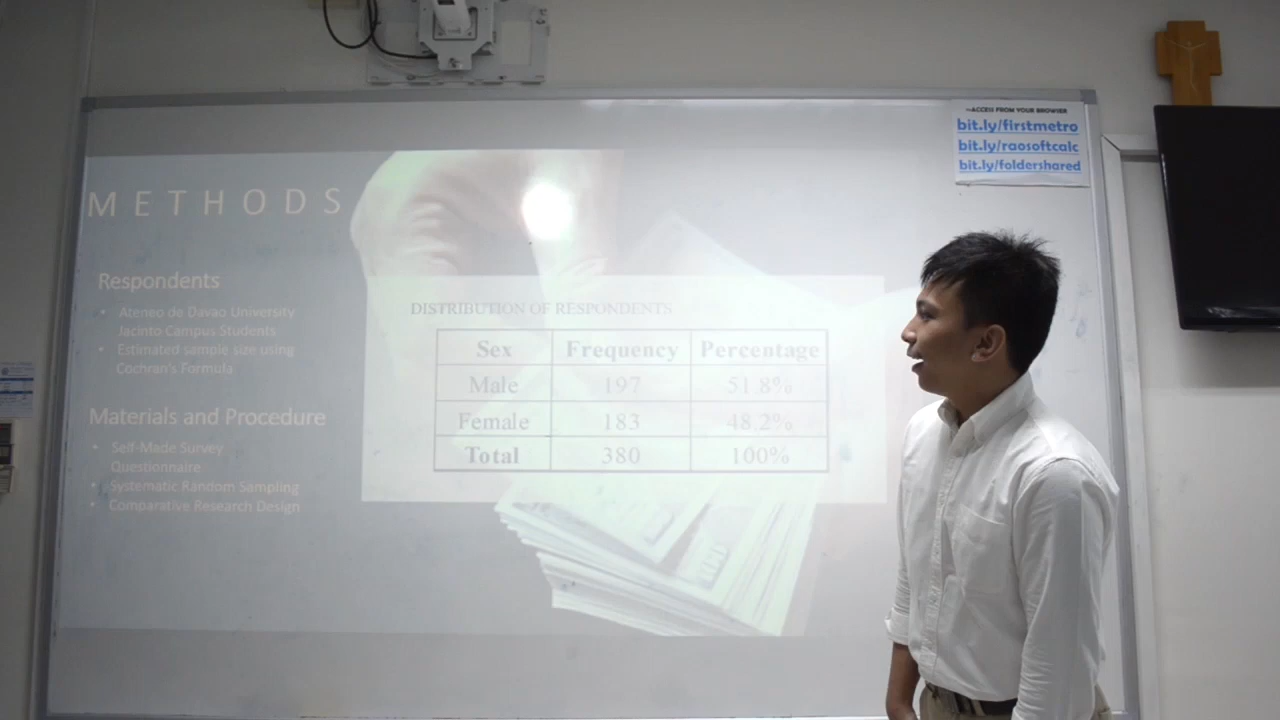 ~ACCESS FROM YOUR BROWSER
bit.ly/firstmetro
bit.ly/raosoftcalc
bit.ly/foldershared
METHODS
Respondents
• Ateneo de Davao University
Jacinto Campus Students
• Estimated sample size using
Cochran's Formula
Materials and Procedure
• Self-Made Survey
Questionnaire
• Systematic Random Sampling
• Comparative Research Design
DISTRIBUTION OF RESPONDENTS
Sex Frequency Percentage
Male 197 51.8%
Female 183 48.2%
Total 380 100%